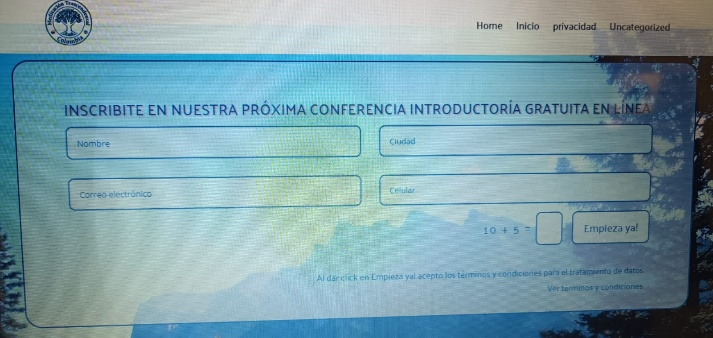 Meditación Trascendental
Colombia
Home Inicio privacidad Uncategorized
INSCRIBITE EN NUESTRA PRÓXIMA CONFERENCIA INTRODUCTORÍA GRATUITA EN LÍNEA
Nombre Ciudad
Correo electrónico Celular
10 + 5 = Empieza ya!
Al dar click en Empieza ya! acepto los términos y condiciones para el tratamiento de datos.
Ver términos y condiciones